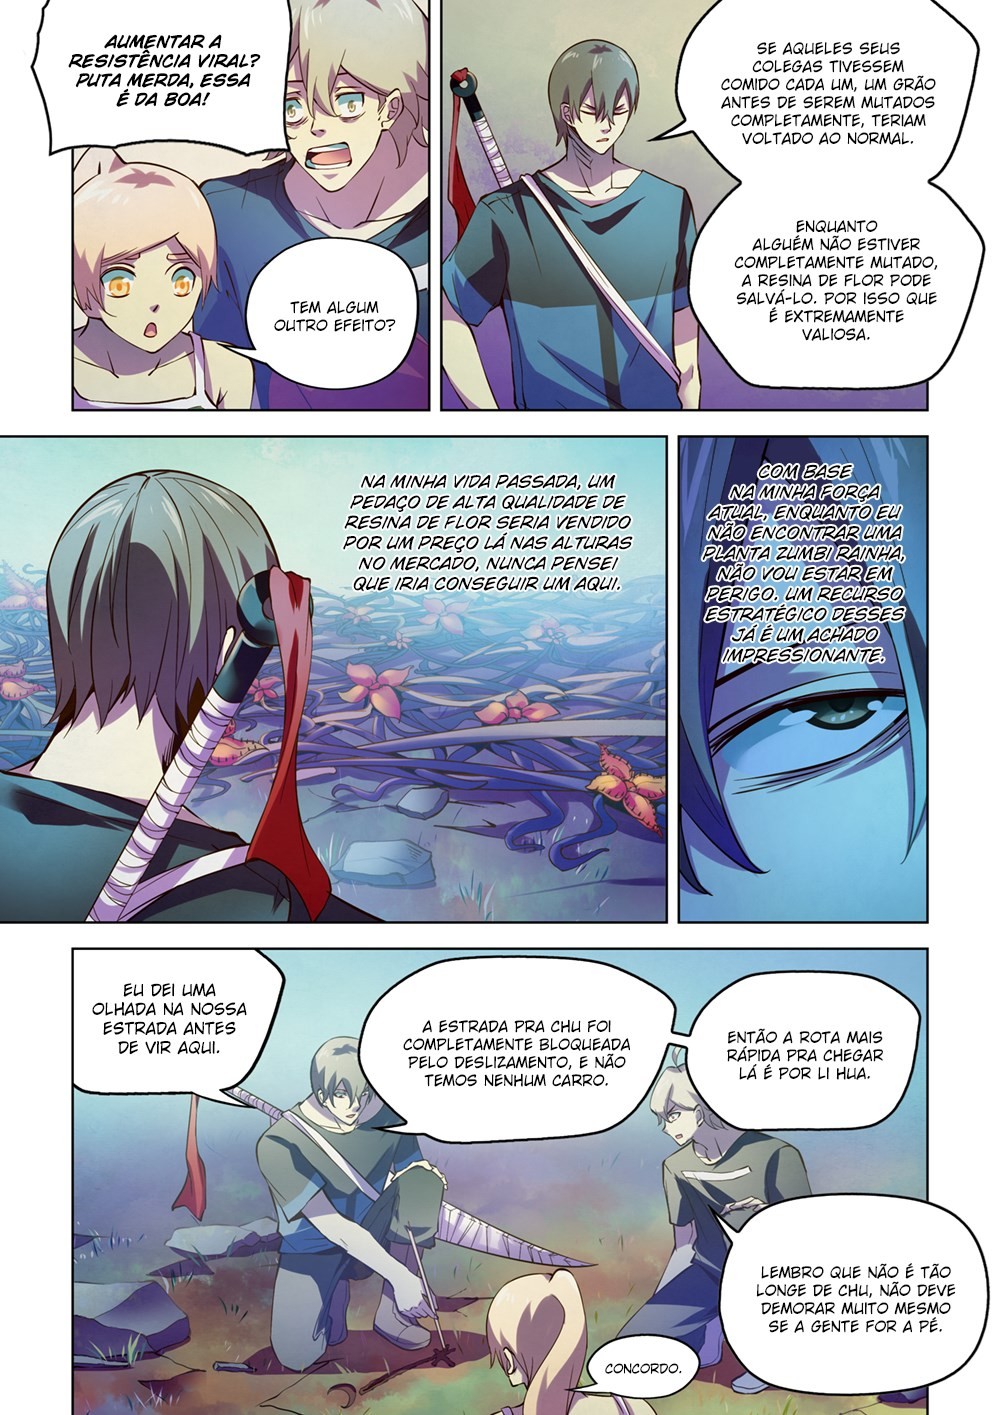 AUMENTAR A
RESISTÊNCIA VIRAL?
PUTA MERDA, ESSA
É DA BOA!
TEM ALGUM
OUTRO EFEITO?
SE AQUELES SEUS
COLEGAS TIVESSEM
COMIDO CADA UM, UM GRÃO
ANTES DE SEREM MUTADOS
COMPLETAMENTE, TERIAM
VOLTADO AO NORMAL.
ENQUANTO
ALGUÉM NÃO ESTIVER
COMPLETAMENTE MUTADO,
A RESINA DE FLOR PODE
SALVÁ-LO. POR ISSO QUE
É EXTREMAMENTE
VALIOSA.
NA MINHA VIDA PASSADA, UM
PEDAÇO DE ALTA QUALIDADE DE
RESINA DE FLOR SERIA VENDIDO
POR UM PREÇO LÁ NAS ALTURAS
NO MERCADO, NUNCA PENSEI
QUE IRIA CONSEGUIR UM AQUI.
COM BASE
NA MINHA FORÇA
ATUAL, ENQUANTO EU
NÃO ENCONTRAR UMA
PLANTA ZUMBI RAINHA,
NÃO VOU ESTAR EM
PERIGO. UM RECURSO
ESTRATÉGICO DESSES
JÁ É UM ACHADO
IMPRESSIONANTE.
EU DEI UMA
OLHADA NA NOSSA
ESTRADA ANTES
DE VIR AQUI.
A ESTRADA PRA CHU FOI
COMPLETAMENTE BLOQUEADA
PELO DESLIZAMENTO, E NÃO
TEMOS NENHUM CARRO.
ENTÃO A ROTA MAIS
RÁPIDA PRA CHEGAR
LÁ É POR LI HUA.
LEMBRO QUE NÃO É TÃO
LONGE DE CHU, NÃO DEVE
DEMORAR MUITO MESMO
SE A GENTE FOR A PÉ.
CONCORDO.